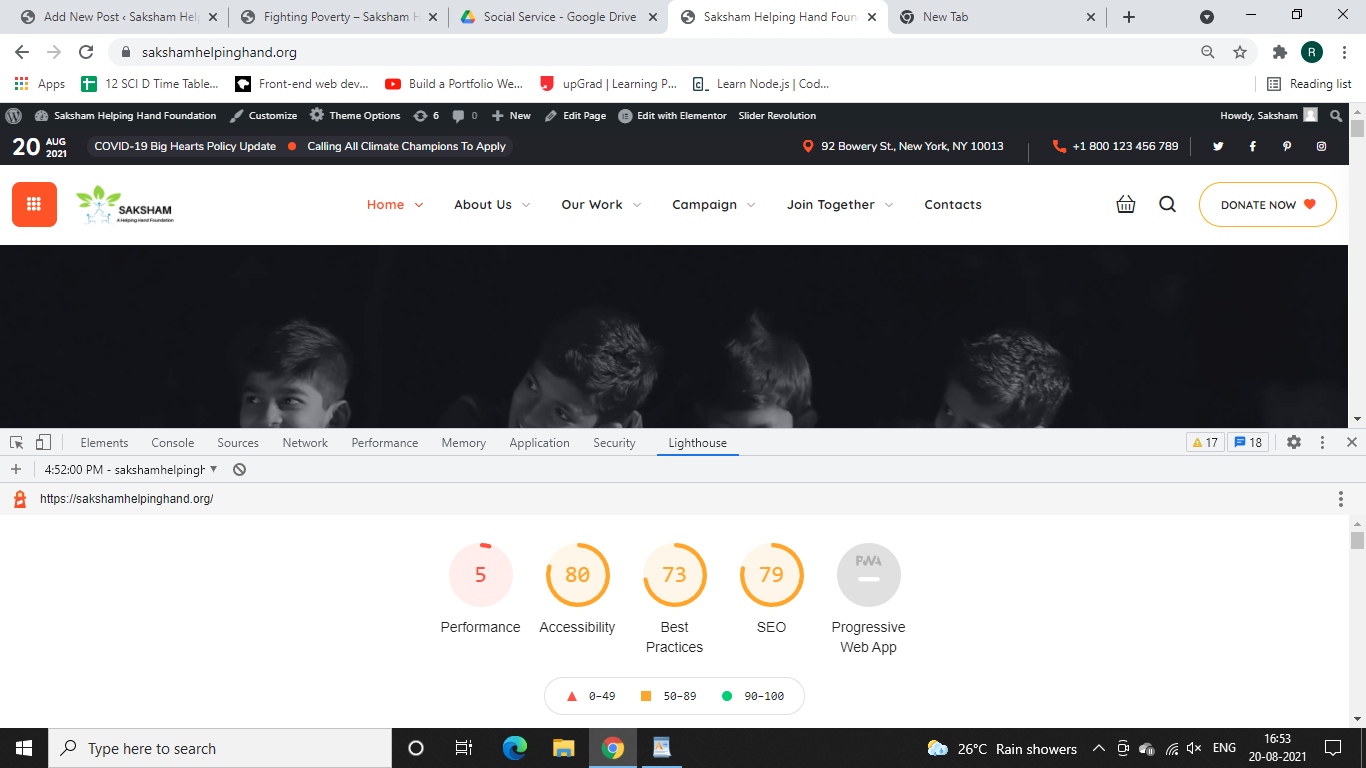 Add New Post ‹ Saksham Hel
Fighting Poverty – Saksham H
Social Service - Google Drive
Saksham Helping Hand Foun
New Tab
sakshamhelpinghand.org
R
Apps
12 SCI D Time Table...
Front-end web dev...
Build a Portfolio We...
upGrad | Learning P...
Learn Node.js | Cod...
Reading list
Saksham Helping Hand Foundation
Customize
Theme Options
6
0
New
Edit Page
Edit with Elementor
Slider Revolution
Howdy, Saksham
20 AUG 2021
COVID-19 Big Hearts Policy Update
Calling All Climate Champions To Apply
92 Bowery St., New York, NY 10013
+1 800 123 456 789
SAKSHAM
A Helping Hand Foundation
Home
About Us
Our Work
Campaign
Join Together
Contacts
DONATE NOW
Elements
Console
Sources
Network
Performance
Memory
Application
Security
Lighthouse
17
18
4:52:00 PM - sakshamhelpingh
https://sakshamhelpinghand.org/
5
80
73
79
PWA
Performance
Accessibility
Best
Practices
SEO
Progressive
Web App
0–49
50–89
90–100
Type here to search
26°C Rain showers
ENG
16:53
20-08-2021